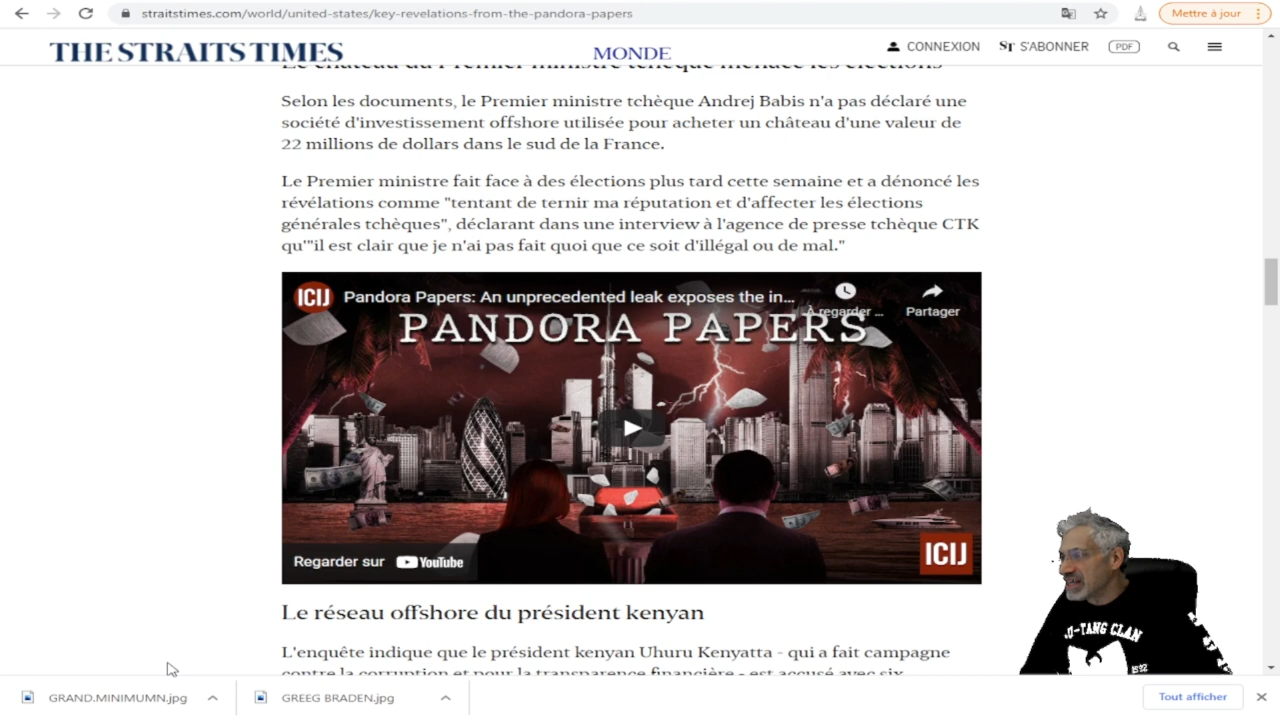 straitstimes.com/world/united-states/key-revelations-from-the-pandora-papers
Mettre à jour
THE STRAITS TIMES
MONDE
CONNEXION
ST S'ABONNER
PDF
Le château du Premier ministre tchèque menace les élections
Selon les documents, le Premier ministre tchèque Andrej Babis n'a pas déclaré une
société d'investissement offshore utilisée pour acheter un château d'une valeur de
22 millions de dollars dans le sud de la France.
Le Premier ministre fait face à des élections plus tard cette semaine et a dénoncé les
révélations comme "tentant de ternir ma réputation et d'affecter les élections
générales tchèques", déclarant dans une interview à l'agence de presse tchèque CTK
qu'"il est clair que je n'ai pas fait quoi que ce soit d'illégal ou de mal."
ICIJ
Pandora Papers: An unprecedented leak exposes the in...
À regarder ...
Partager
PANDORA PAPERS
Regarder sur YouTube
ICIJ
Le réseau offshore du président kenyan
L'enquête indique que le président kenyan Uhuru Kenyatta - qui a fait campagne
contre la corruption et pour la transparence financière - est accusé avec six
U-TANG CLAN
GRAND.MINIMUMN.jpg
GREEG BRADEN.jpg
Tout afficher